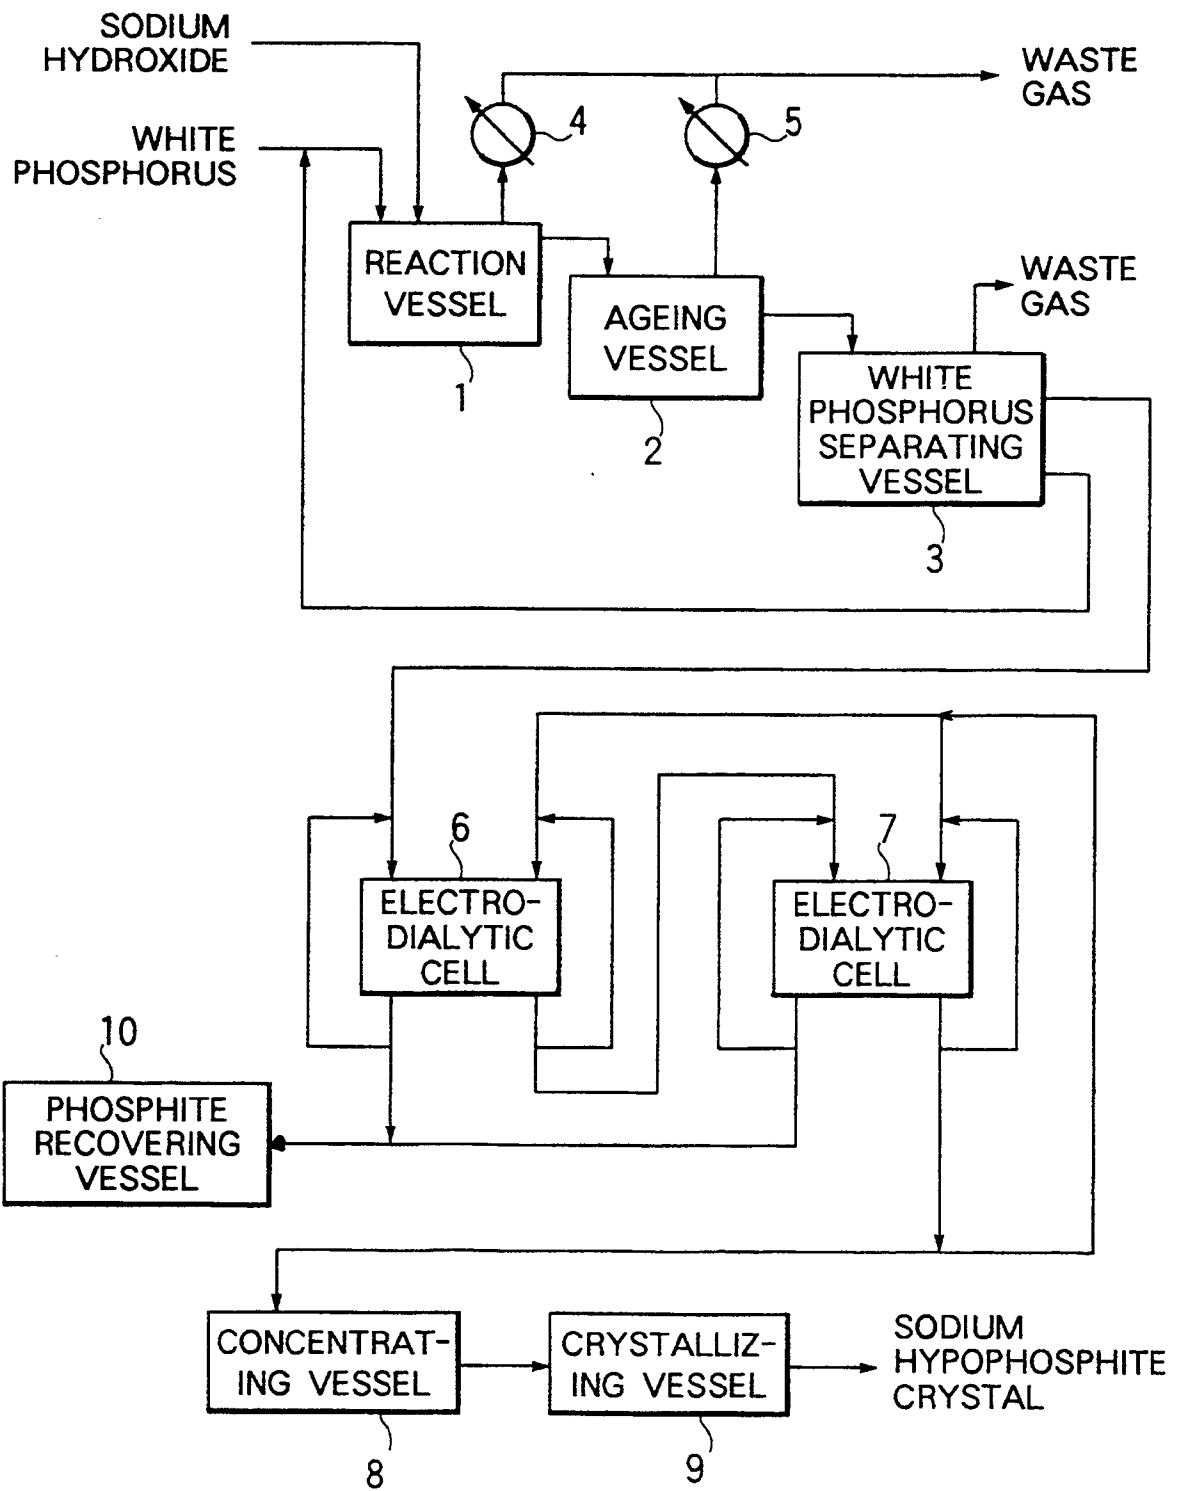 SODIUM
HYDROXIDE
WASTE
GAS
4
5
WHITE
PHOSPHORUS
REACTION
VESSEL
1
WASTE
GAS
AGEING
VESSEL
2
WHITE
PHOSPHORUS
SEPARATING
VESSEL
3
6
7
ELECTRO-
DIALYTIC
CELL
ELECTRO-
DIALYTIC
CELL
10
PHOSPHITE
RECOVERING
VESSEL
CONCENTRAT-
ING VESSEL
8
CRYSTALLIZ-
ING VESSEL
9
SODIUM
HYPOPHOSPHITE
CRYSTAL